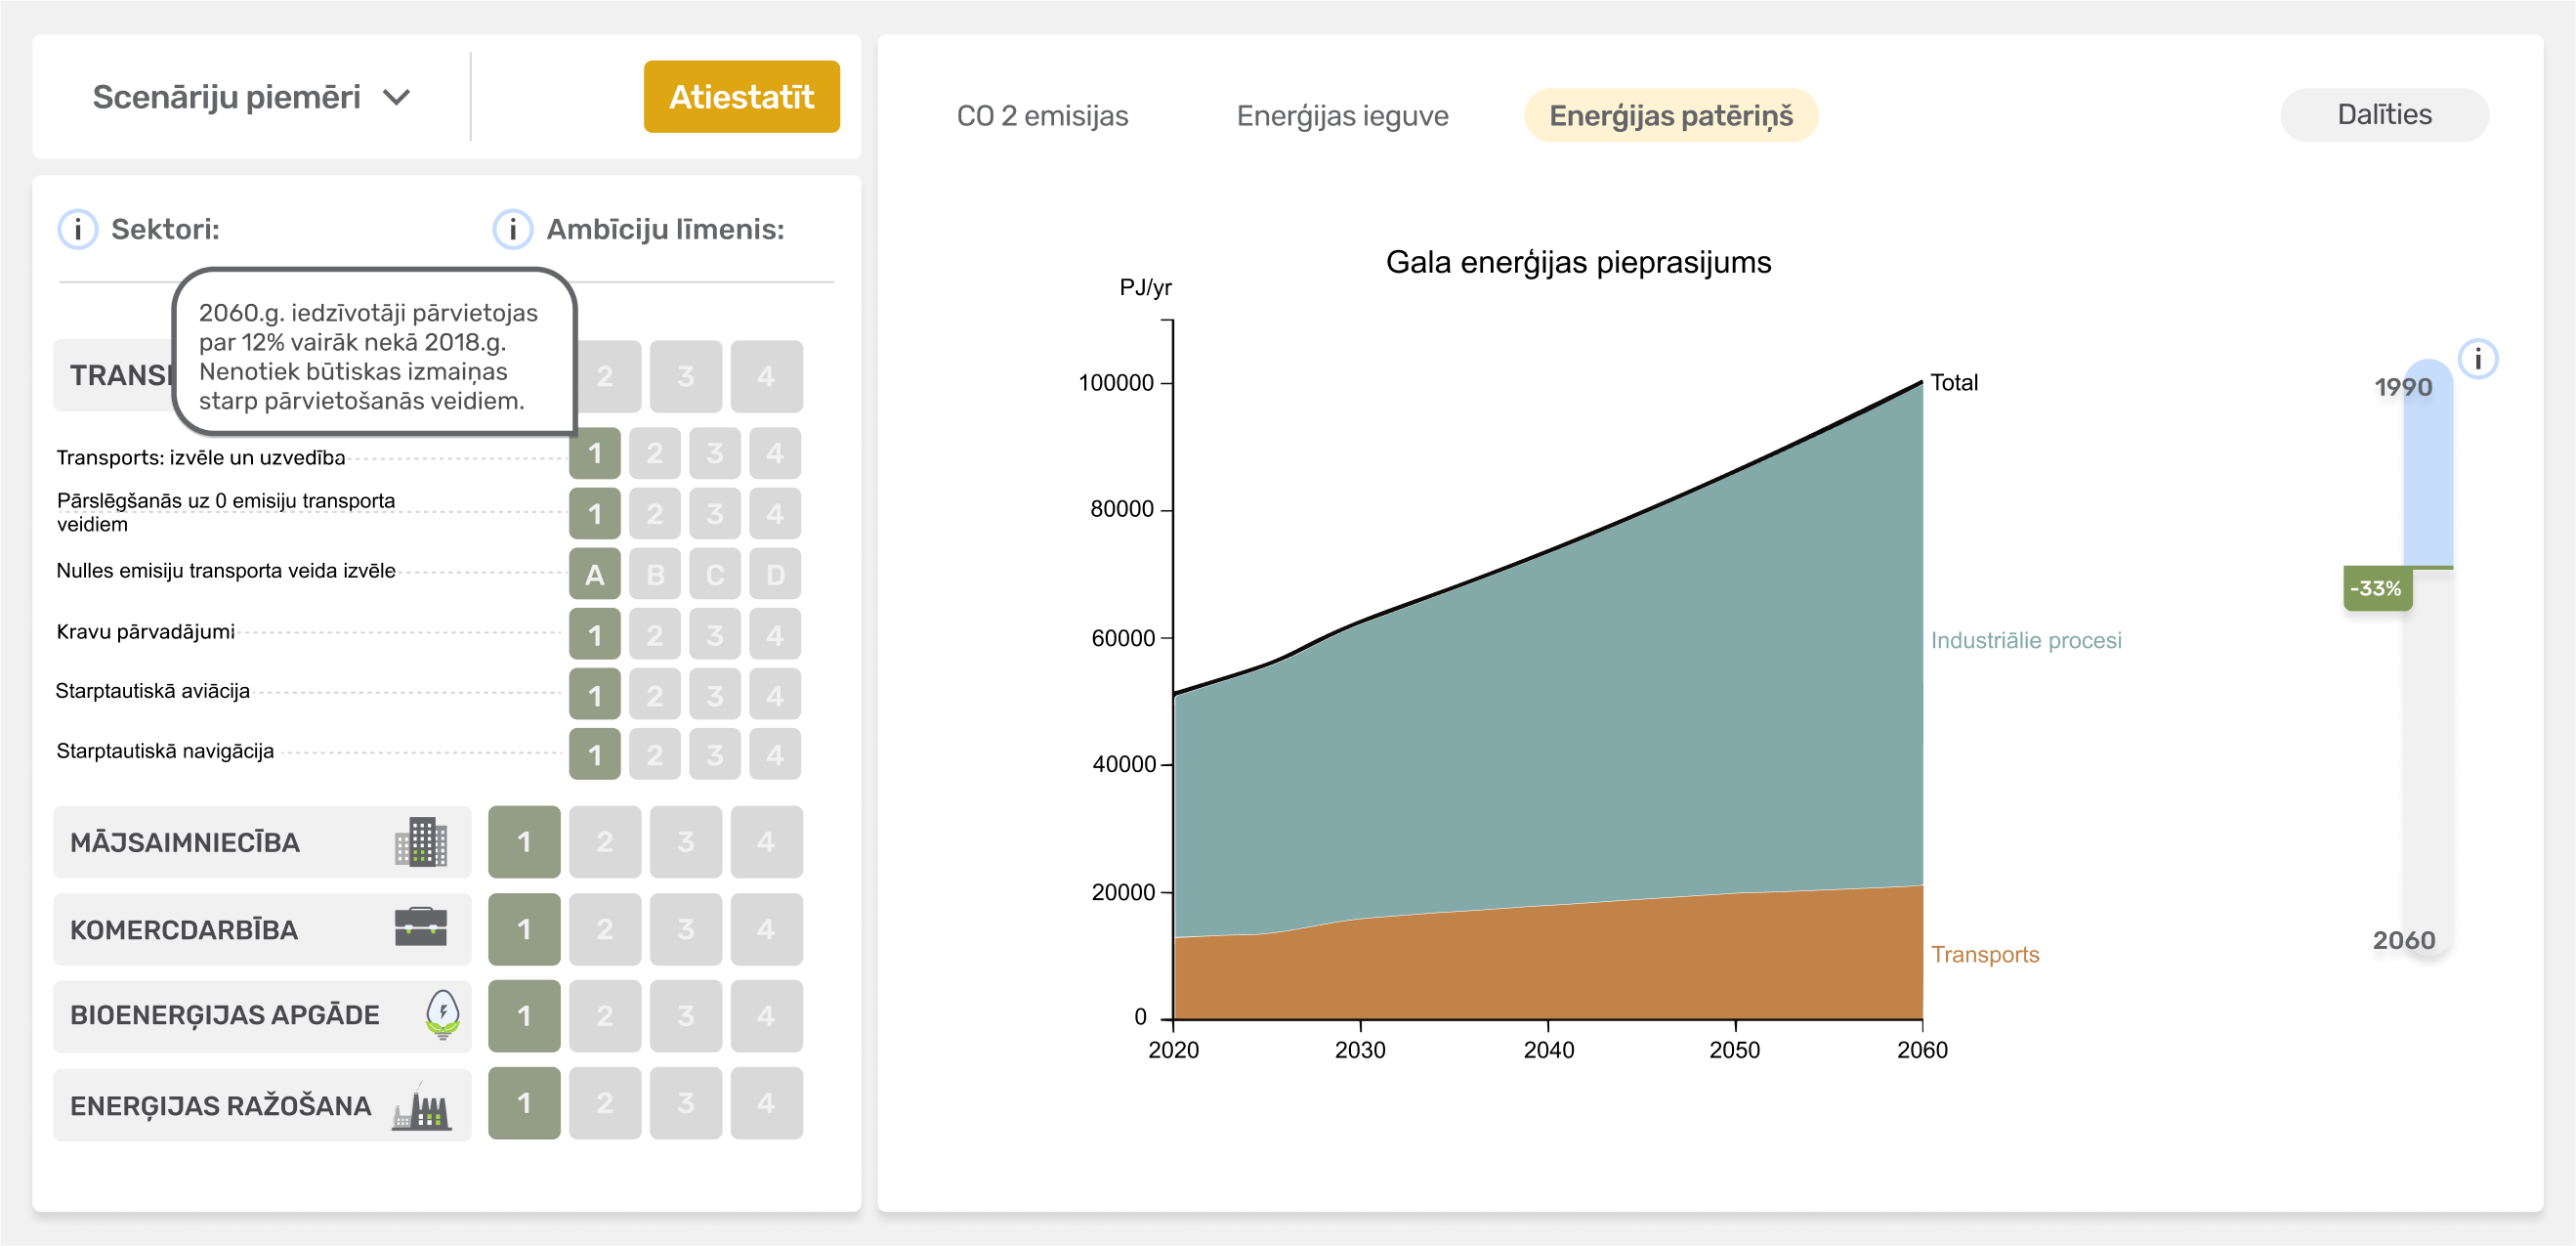 Scenāriju piemēri
Atiestatīt
Sektori:
Ambīciju līmenis:
2060.g. iedzīvotāji pārvietojas
par 12% vairāk nekā 2018.g.
Nenotiek būtiskas izmaiņas
starp pārvietošanās veidiem.
2 3 4
Transports: izvēle un uzvedība 1 2 3 4
Pārslēgšanās uz 0 emisiju transporta
veidiem 1 2 3 4
Nulles emisiju transporta veida izvēle A B C D
Kravu pārvadājumi 1 2 3 4
Starptautiskā aviācija 1 2 3 4
Starptautiskā navigācija 1 2 3 4
MĀJSAIMNIECĪBA 1 2 3 4
KOMERCDARBĪBA 1 2 3 4
BIOENERĢIJAS APGĀDE 1 2 3 4
ENERĢIJAS RAŽOŠANA 1 2 3 4
CO 2 emisijas
Enerģijas ieguve
Enerģijas patēriņš
Dalīties
Gala enerģijas pieprasijums
PJ/yr
100000
80000
60000
40000
20000
0
2020 2030 2040 2050 2060
Total
Industriālie procesi
Transports
1990
-33%
2060